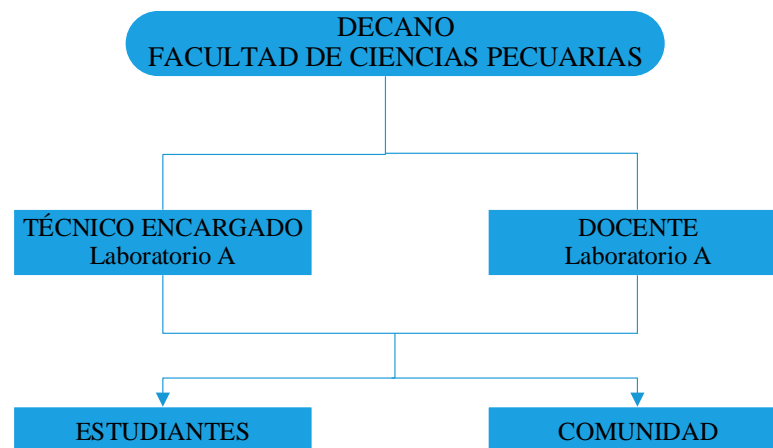 DECANO
FACULTAD DE CIENCIAS PECUARIAS
TÉCNICO ENCARGADO
Laboratorio A
DOCENTE
Laboratorio A
ESTUDIANTES
COMUNIDAD